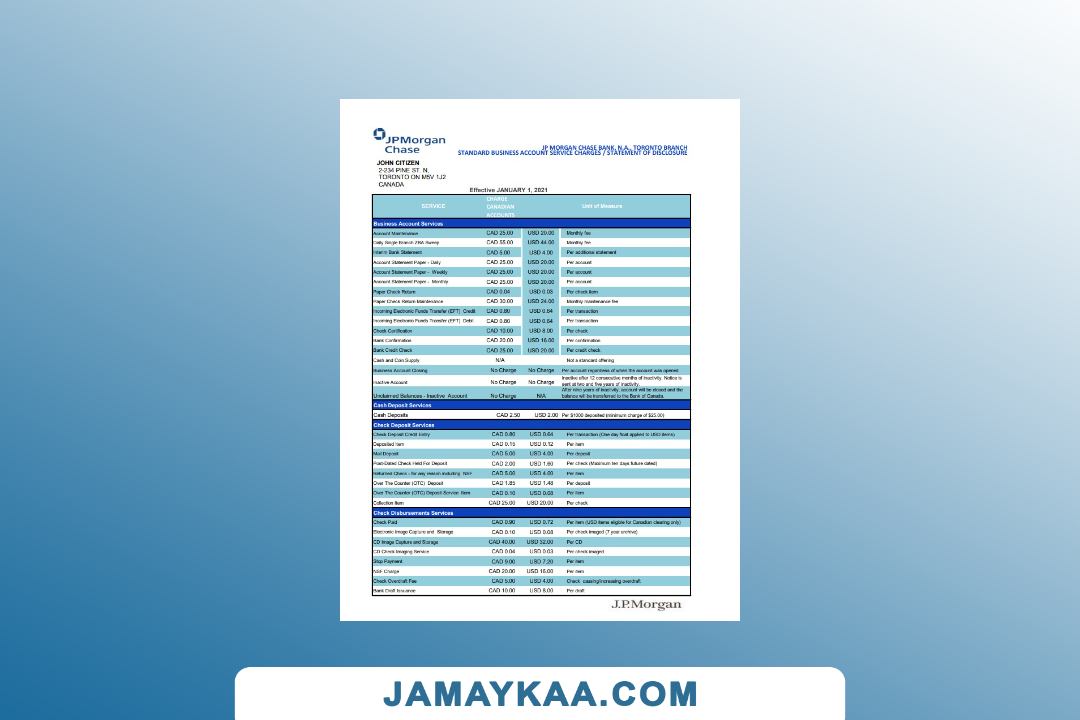 JPMorgan
Chase
JP MORGAN CHASE BANK, N.A., TORONTO BRANCH
STANDARD BUSINESS ACCOUNT SERVICE CHARGES / STATEMENT OF DISCLOSURE
JOHN CITIZEN
2-234 PINE ST N,
TORONTO ON M5V 1J2
CANADA
Effective JANUARY 1, 2021
SERVICE CHARGE CANADIAN ACCOUNTS Unit of Measure
Business Account Services
Account Maintenance CAD 25.00 USD 20.00 Monthly fee
Daily Single Branch ZBA Sweep CAD 55.00 USD 44.00 Monthly fee
Interim Bank Statement CAD 5.00 USD 4.00 Per additional statement
Account Statement Paper - Daily CAD 25.00 USD 20.00 Per account
Account Statement Paper - Weekly CAD 25.00 USD 20.00 Per account
Account Statement Paper - Monthly CAD 25.00 USD 20.00 Per account
Paper Check Return CAD 0.04 USD 0.03 Per check item
Paper Check Return Maintenance CAD 30.00 USD 24.00 Monthly maintenance fee
Incoming Electronic Funds Transfer (EFT) Credit CAD 0.80 USD 0.64 Per transaction
Incoming Electronic Funds Transfer (EFT) Debit CAD 0.80 USD 0.64 Per transaction
Check Certification CAD 10.00 USD 8.00 Per check
Bank Confirmation CAD 20.00 USD 16.00 Per confirmation
Bank Credit Check CAD 25.00 USD 20.00 Per credit check
Cash and Coin Supply N/A Not a standard offering
Business Account Closing No Charge No Charge Per account regardless of when the account was opened
Inactive Account No Charge No Charge Inactive after 12 consecutive months of inactivity. Notice is
sent at two and five years of inactivity.
Unclaimed Balances - Inactive Account No Charge N/A After nine years of inactivity, account will be closed and the
balance will be transferred to the Bank of Canada.
Cash Deposit Services
Cash Deposits CAD 2.50 USD 2.00 Per $1000 deposited (minimum charge of $25.00)
Check Deposit Services
Check Deposit Credit Entry CAD 0.80 USD 0.64 Per transaction (One day float applied to USD items)
Deposited Item CAD 0.15 USD 0.12 Per item
Mail Deposit CAD 5.00 USD 4.00 Per deposit
Post-Dated Check Held For Deposit CAD 2.00 USD 1.60 Per check (Maximum ten days future dated)
Returned Check - for any reason including NSF CAD 5.00 USD 4.00 Per item
Over The Counter (OTC) Deposit CAD 1.85 USD 1.48 Per deposit
Over The Counter (OTC) Deposit Service Item CAD 0.10 USD 0.08 Per item
Collection Item CAD 25.00 USD 20.00 Per check
Check Disbursements Services
Check Paid CAD 0.90 USD 0.72 Per item (USD items eligible for Canadian clearing only)
Electronic Image Capture and Storage CAD 0.10 USD 0.08 Per check imaged (7 year archive)
CD Image Capture and Storage CAD 40.00 USD 32.00 Per CD
CD Check Imaging Service CAD 0.04 USD 0.03 Per check imaged
Stop Payment CAD 9.00 USD 7.20 Per item
NSF Charge CAD 20.00 USD 16.00 Per item
Check Overdraft Fee CAD 5.00 USD 4.00 Check causing/increasing overdraft
Bank Draft Issuance CAD 10.00 USD 8.00 Per draft
J.P.Morgan
JAMAYKAA.COM